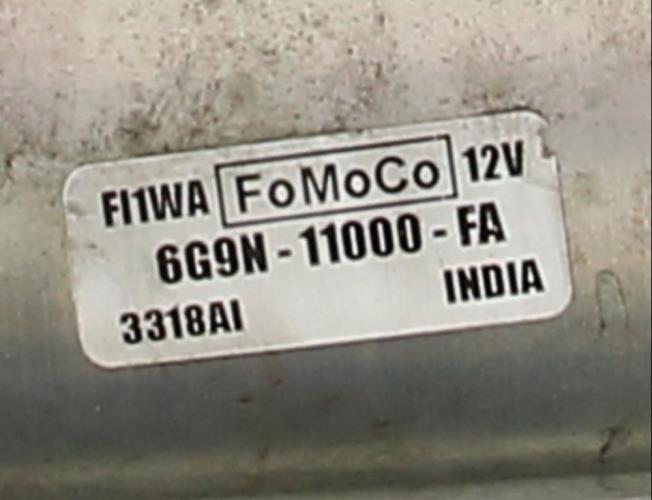 FI1WA FoMoCo 12V
6G9N - 11000 - FA
3318AI INDIA